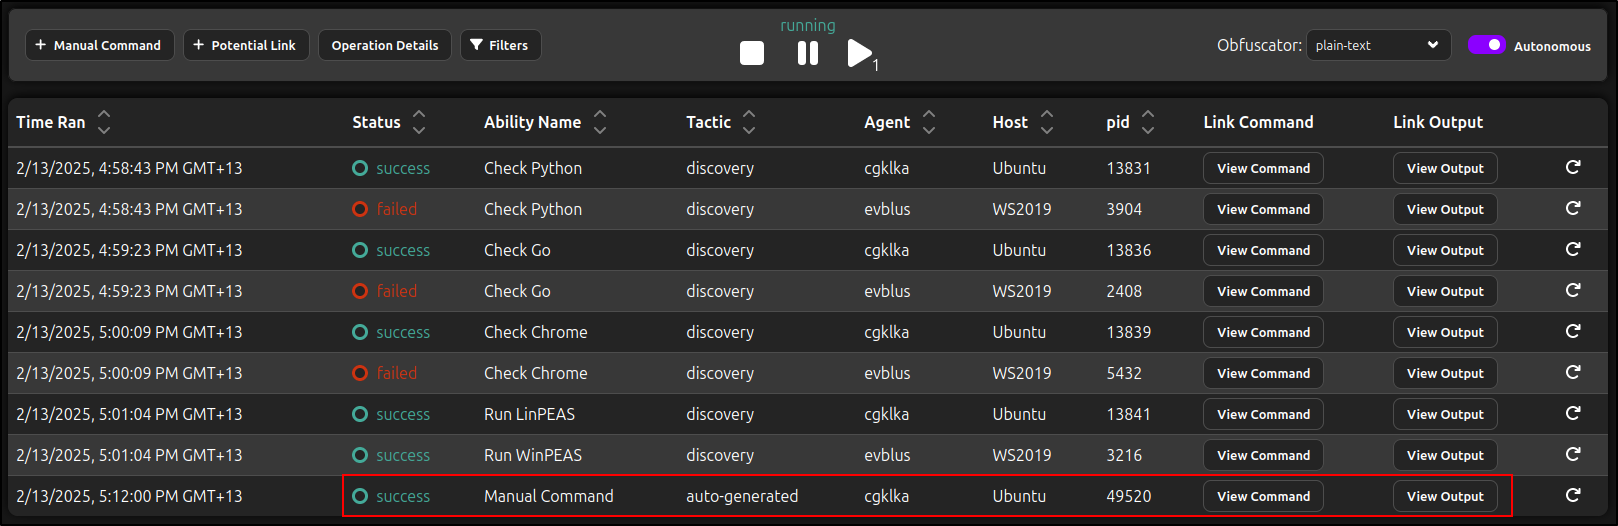 running
+ Manual Command + Potential Link Operation Details Filters 1 Obfuscator: plain-text Autonomous
Time Ran Status Ability Name Tactic Agent Host pid Link Command Link Output
2/13/2025, 4:58:43 PM GMT+13 success Check Python discovery cgklka Ubuntu 13831 View Command View Output
2/13/2025, 4:58:43 PM GMT+13 failed Check Python discovery evblus WS2019 3904 View Command View Output
2/13/2025, 4:59:23 PM GMT+13 success Check Go discovery cgklka Ubuntu 13836 View Command View Output
2/13/2025, 4:59:23 PM GMT+13 failed Check Go discovery evblus WS2019 2408 View Command View Output
2/13/2025, 5:00:09 PM GMT+13 success Check Chrome discovery cgklka Ubuntu 13839 View Command View Output
2/13/2025, 5:00:09 PM GMT+13 failed Check Chrome discovery evblus WS2019 5432 View Command View Output
2/13/2025, 5:01:04 PM GMT+13 success Run LinPEAS discovery cgklka Ubuntu 13841 View Command View Output
2/13/2025, 5:01:04 PM GMT+13 success Run WinPEAS discovery evblus WS2019 3216 View Command View Output
2/13/2025, 5:12:00 PM GMT+13 success Manual Command auto-generated cgklka Ubuntu 49520 View Command View Output